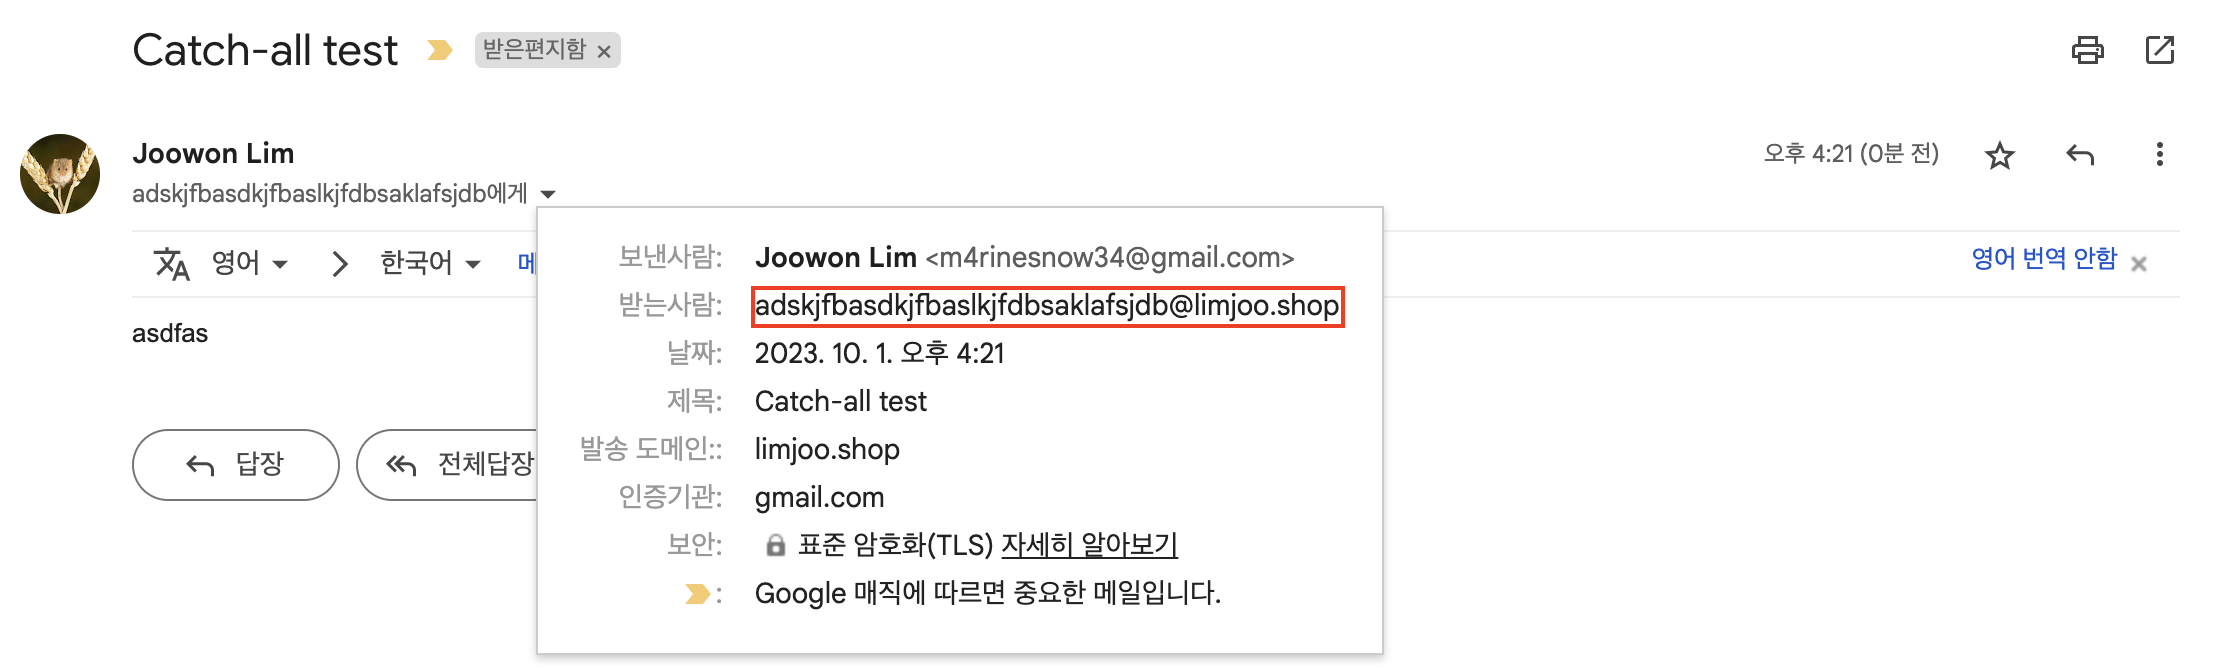 Catch-all test 받은편지함 ×
Joowon Lim 오후 4:21 (0분 전)
adskjfbasdkjfbaslkjfdbsaklafsjdb에게
영어 한국어 메 영어 번역 안함 ×
보낸사람: Joowon Lim <m4rinesnow34@gmail.com>
받는사람: adskjfbasdkjfbaslkjfdbsaklafsjdb@limjoo.shop
날짜: 2023. 10. 1. 오후 4:21
제목: Catch-all test
발송 도메인:: limjoo.shop
인증기관: gmail.com
보안: 표준 암호화(TLS) 자세히 알아보기
: Google 매직에 따르면 중요한 메일입니다.
asdfas
답장 전체답장